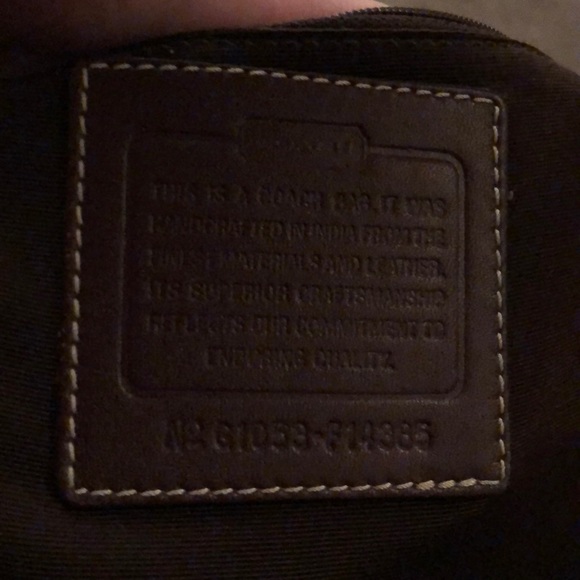 THIS IS A COACH BAG. IT WAS
HANDCRAFTED IN INDIA FROM THE
FINEST MATERIALS AND LEATHER.
ITS SUPERIOR CRAFTSMANSHIP
REFLECTS OUR COMMITMENT TO
ENDURING QUALITY.
No G1053-F14385